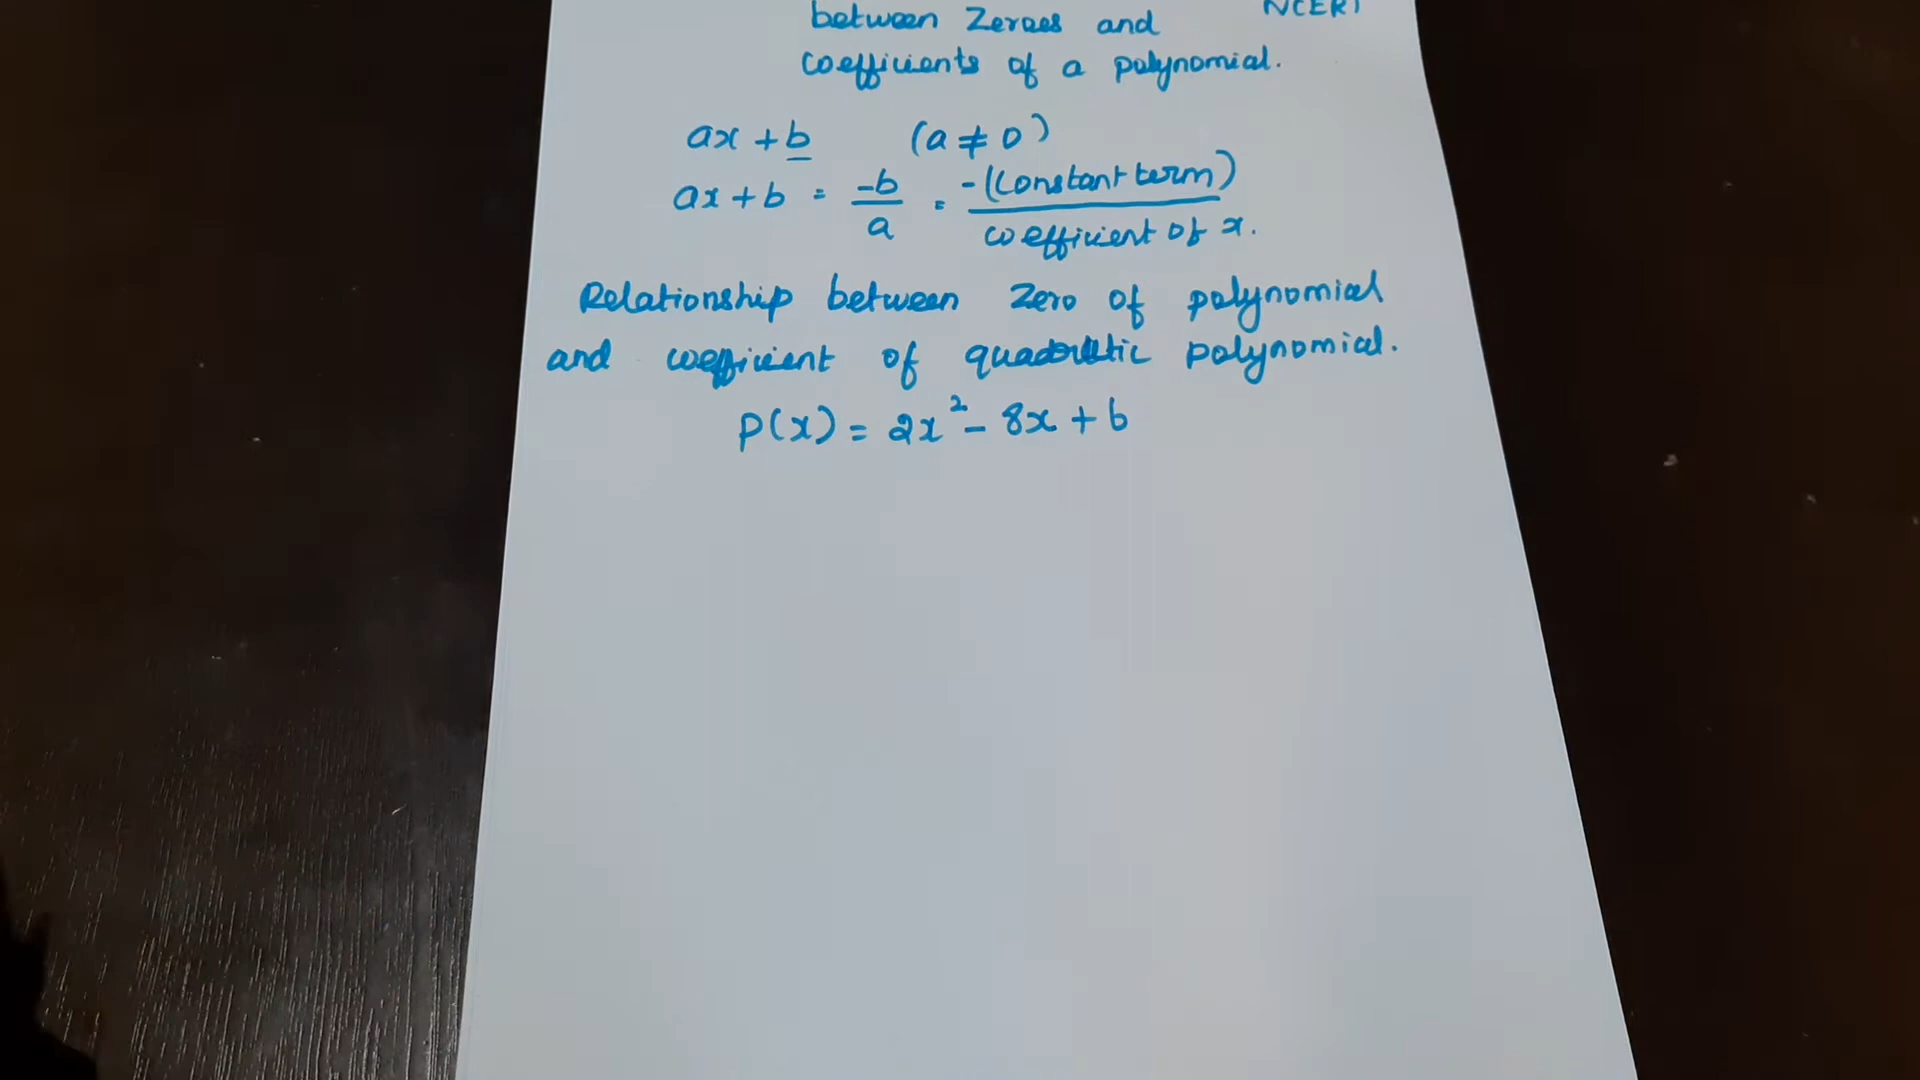 between Zeroes and NCERT
coefficients of a polynomial.
ax + b (a ≠ 0)
ax + b = -b/a = -(Constant term)/coefficient of x.
Relationship between Zero of polynomial
and coefficient of quadratic polynomial.
P(x) = 2x² - 8x + 6